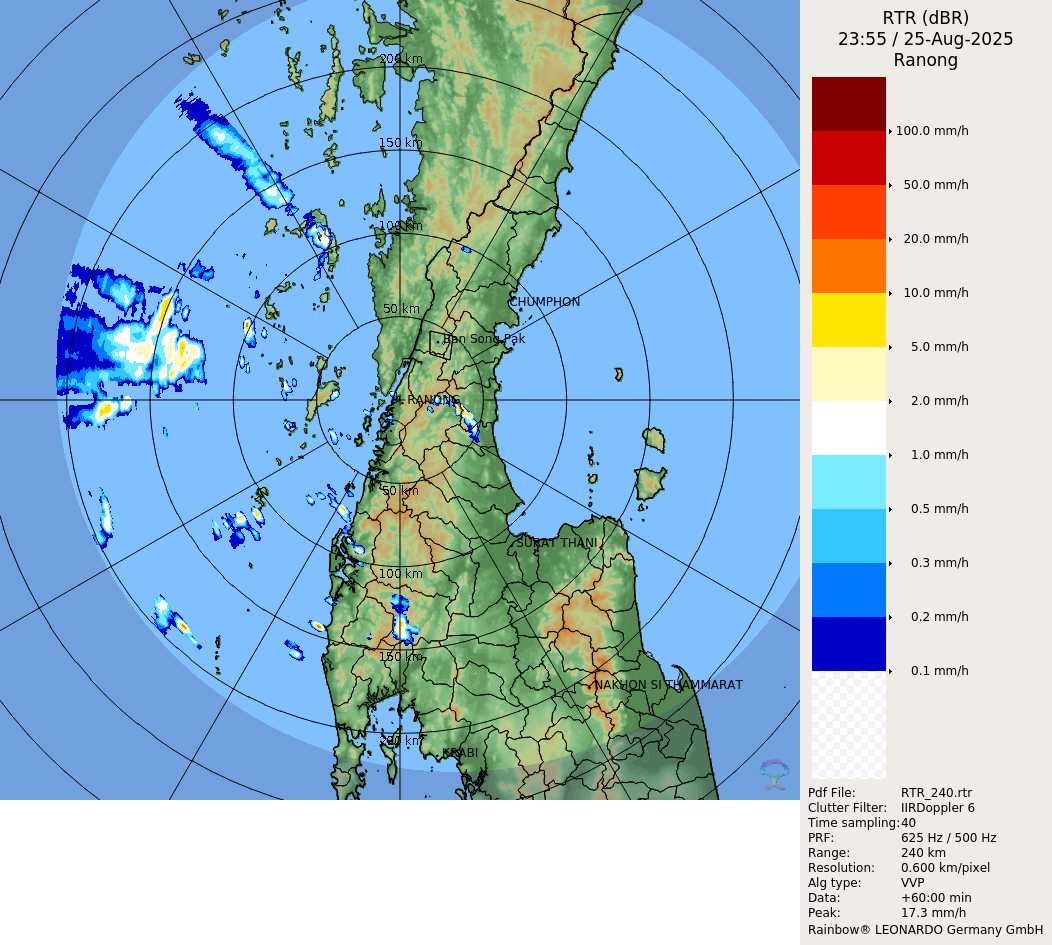 RTR (dBR)
23:55 / 25-Aug-2025
Ranong
200 km
150 km
100 km
50 km
CHUMPHON
Ban Song Pak
RANONG
50 km
SURAT THANI
100 km
150 km
NAKHON SI THAMMARAT
200 km
KRABI
100.0 mm/h
50.0 mm/h
20.0 mm/h
10.0 mm/h
5.0 mm/h
2.0 mm/h
1.0 mm/h
0.5 mm/h
0.3 mm/h
0.2 mm/h
0.1 mm/h
Pdf File: RTR_240.rtr
Clutter Filter: IIRDoppler 6
Time sampling:40
PRF: 625 Hz / 500 Hz
Range: 240 km
Resolution: 0.600 km/pixel
Alg type: VVP
Data: +60:00 min
Peak: 17.3 mm/h
Rainbow® LEONARDO Germany GmbH